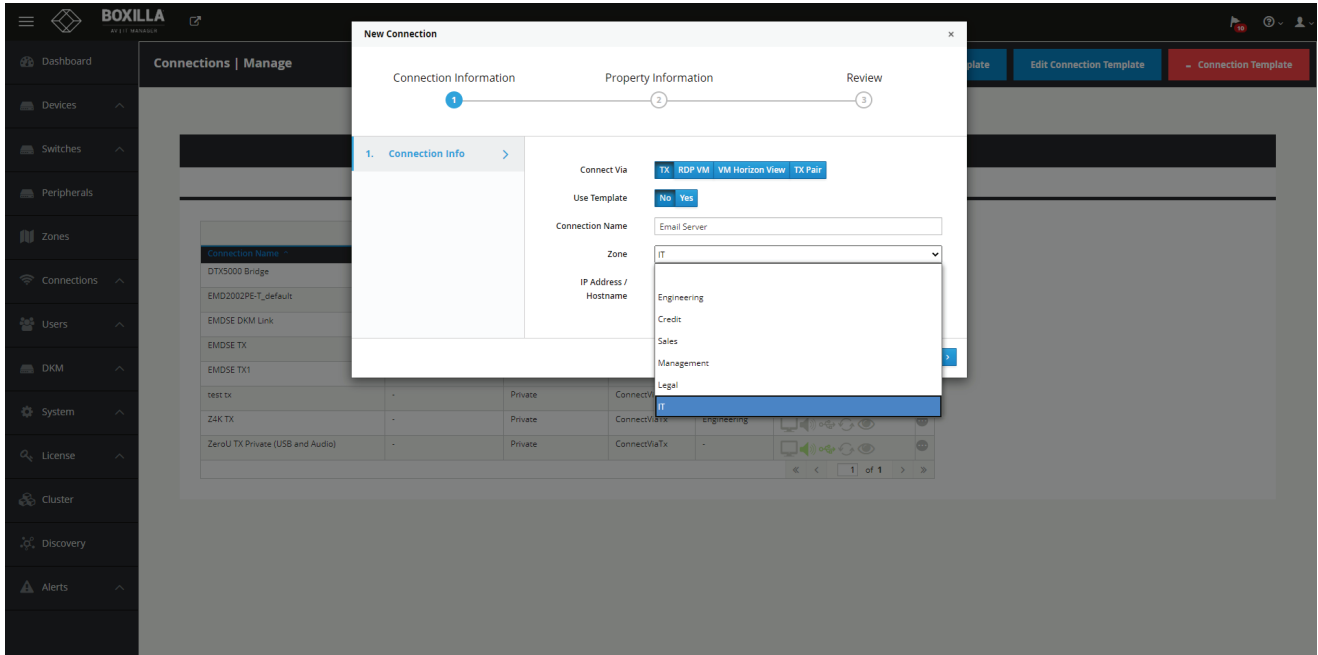 BOXILLA
AV | IT MANAGER
10
Dashboard
Devices
Switches
Peripherals
Zones
Connections
Users
DKM
System
License
Cluster
Discovery
Alerts
Connections | Manage
plate
Edit Connection Template
- Connection Template
New Connection
×
Connection Information
Property Information
Review
1
2
3
1. Connection Info
Connect Via
TX RDP VM VM Horizon View TX Pair
Use Template
No Yes
Connection Name
Email Server
Zone
IT
IP Address /
Hostname
Engineering
Credit
Sales
Management
Legal
IT
Connection Name
DTX5000 Bridge
EMD2002PE-T_default
EMDSE DKM Link
EMDSE TX
EMDSE TX1
test tx - Private ConnectV
Z4K TX - Private ConnectViaTx Engineering
ZeroU TX Private (USB and Audio) - Private ConnectViaTx -
1 of 1